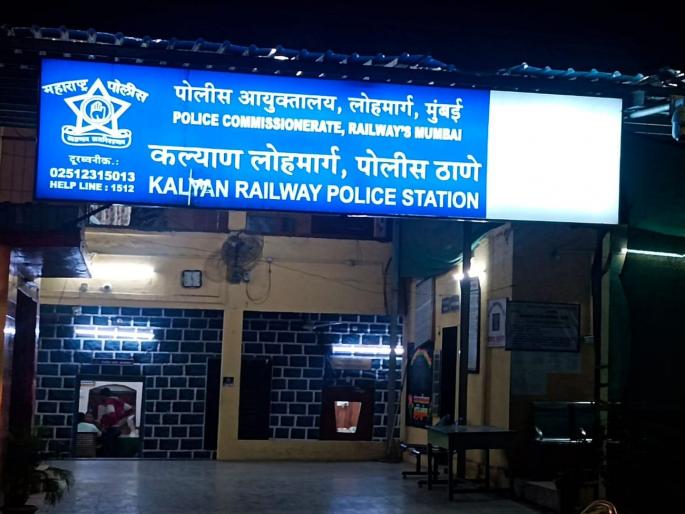 महाराष्ट्र पोलीस
पोलीस आयुक्तालय, लोहमार्ग, मुंबई
POLICE COMMISSIONERATE, RAILWAY'S MUMBAI
दूरध्वनीक्र.:
02512315013
HELP LINE : 1512
कल्याण लोहमार्ग, पोलीस ठाणे
KALYAN RAILWAY POLICE STATION